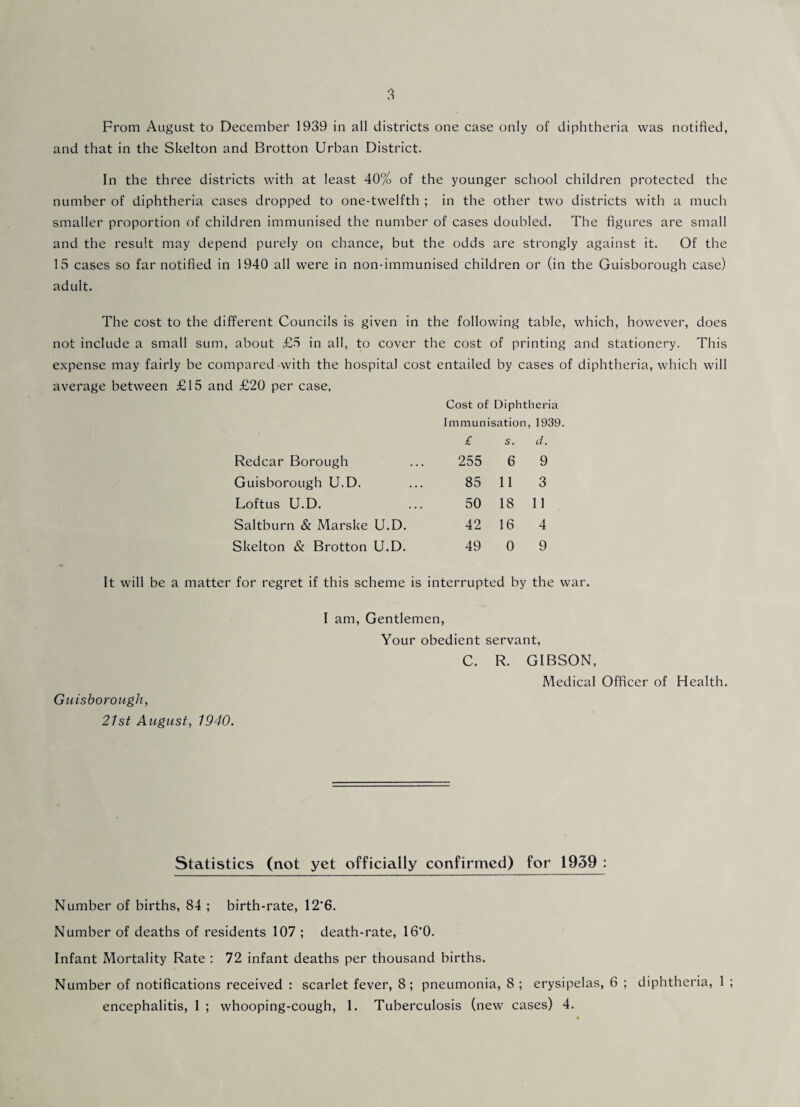 3
From August to December 1939 in all districts one case only of diphtheria was notified,
and that in the Skelton and Brotton Urban District.
In the three districts with at least 40% of the younger school children protected the
number of diphtheria cases dropped to one-twelfth ; in the other two districts with a much
smaller proportion of children immunised the number of cases doubled. The figures are small
and the result may depend purely on chance, but the odds are strongly against it. Of the
15 cases so far notified in 1940 all were in non-immunised children or (in the Guisborough case)
adult.
The cost to the different Councils is given in the following table, which, however, does
not include a small sum, about £5 in all, to cover the cost of printing and stationery. This
expense may fairly be compared with the hospital cost entailed by cases of diphtheria, which will
average between £15 and £20 per case.
Cost of Diphtheria
Immunisation, 1939.
£ s. d.
Redcar Borough ... 255 6 9
Guisborough U.D. ... 85 11 3
Loftus U.D. ... 50 18 11
Saltburn & Marske U.D. 42 16 4
Skelton & Brotton U.D. 49 0 9
It will be a matter for regret if this scheme is interrupted by the war.
I am, Gentlemen,
Your obedient servant,
C. R. GIBSON,
Medical Officer of Health.
Guisborough,
21st August, 1940.
Statistics (not yet officially confirmed) for 1939 :
Number of births, 84 ; birth-rate, 12·6.
Number of deaths of residents 107 ; death-rate, 16·0.
Infant Mortality Rate : 72 infant deaths per thousand births.
Number of notifications received : scarlet fever, 8 ; pneumonia, 8 ; erysipelas, 6 ; diphtheria, 1 ;
encephalitis, 1 ; whooping-cough, 1. Tuberculosis (new cases) 4.